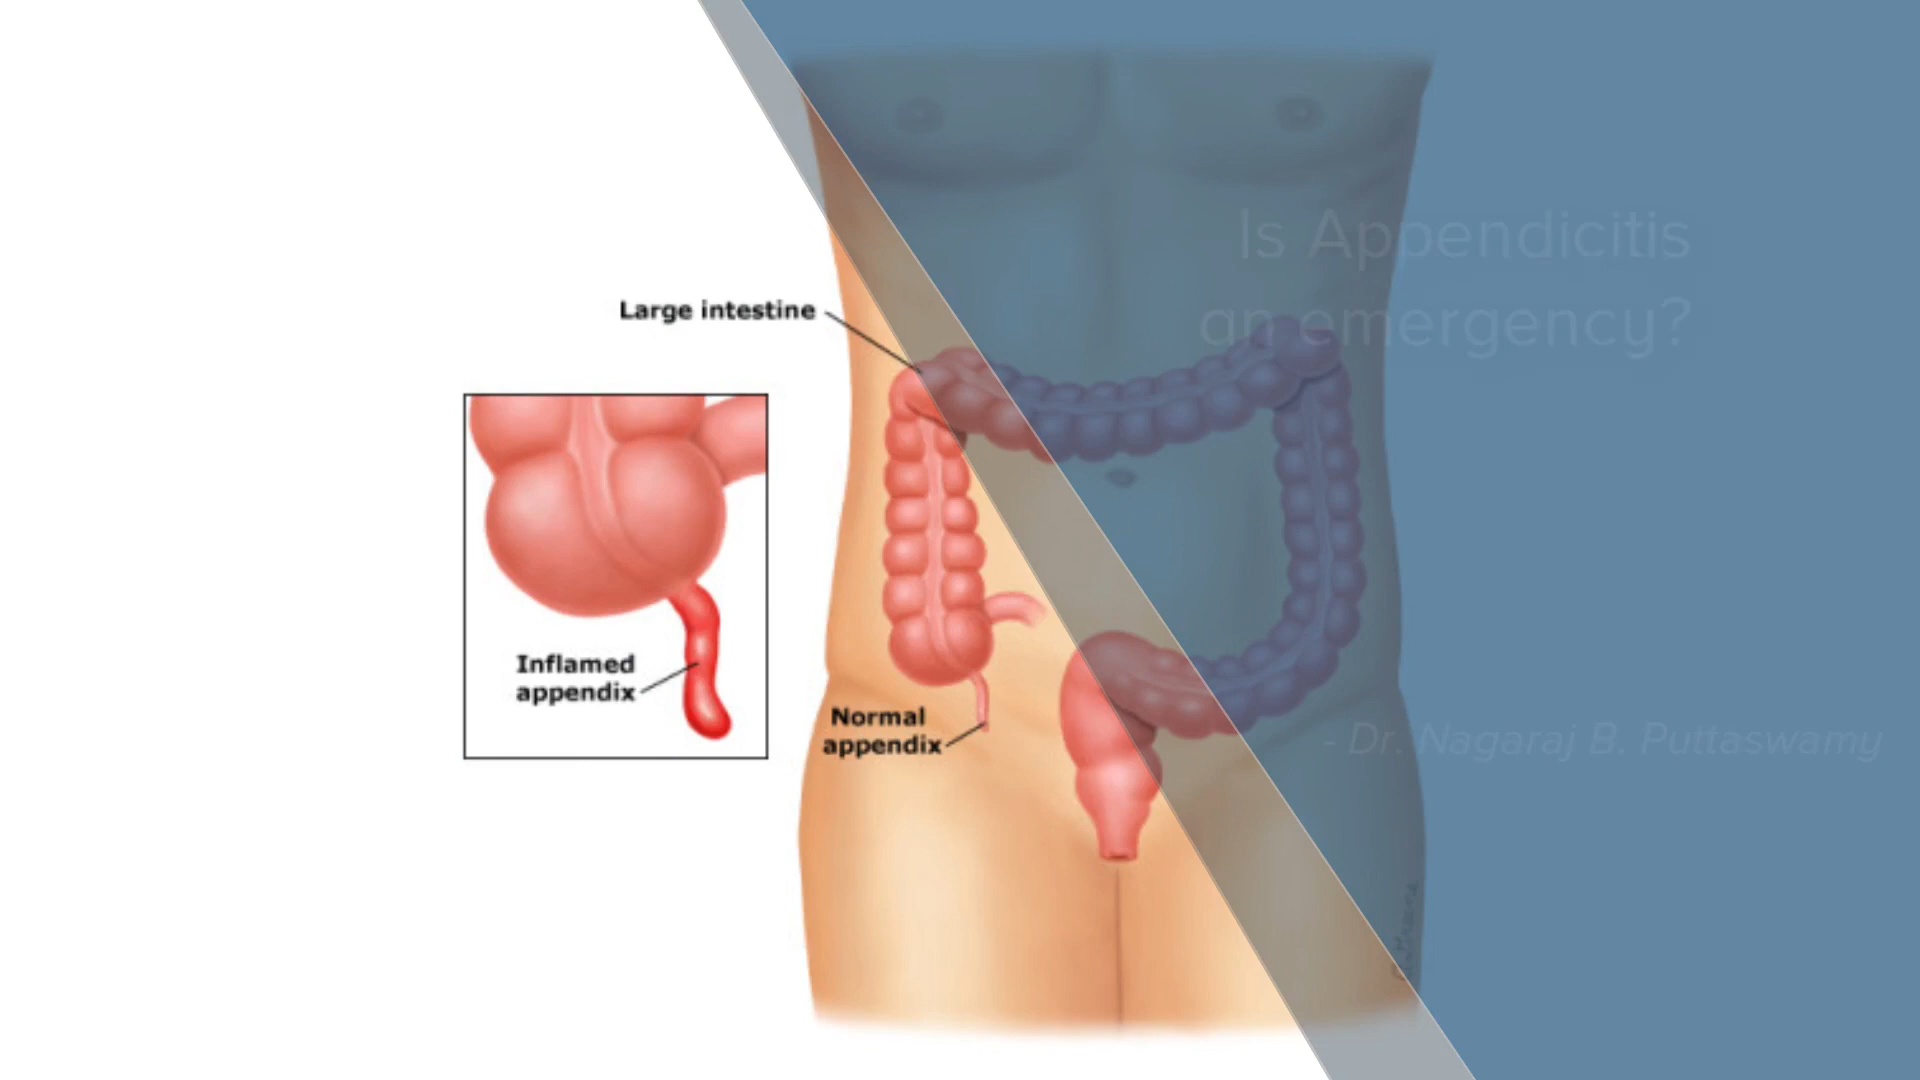 Is Appendicitis
an emergency?
Large intestine
Inflamed
appendix
Normal
appendix
- Dr. Nagaraj B. Puttaswamy